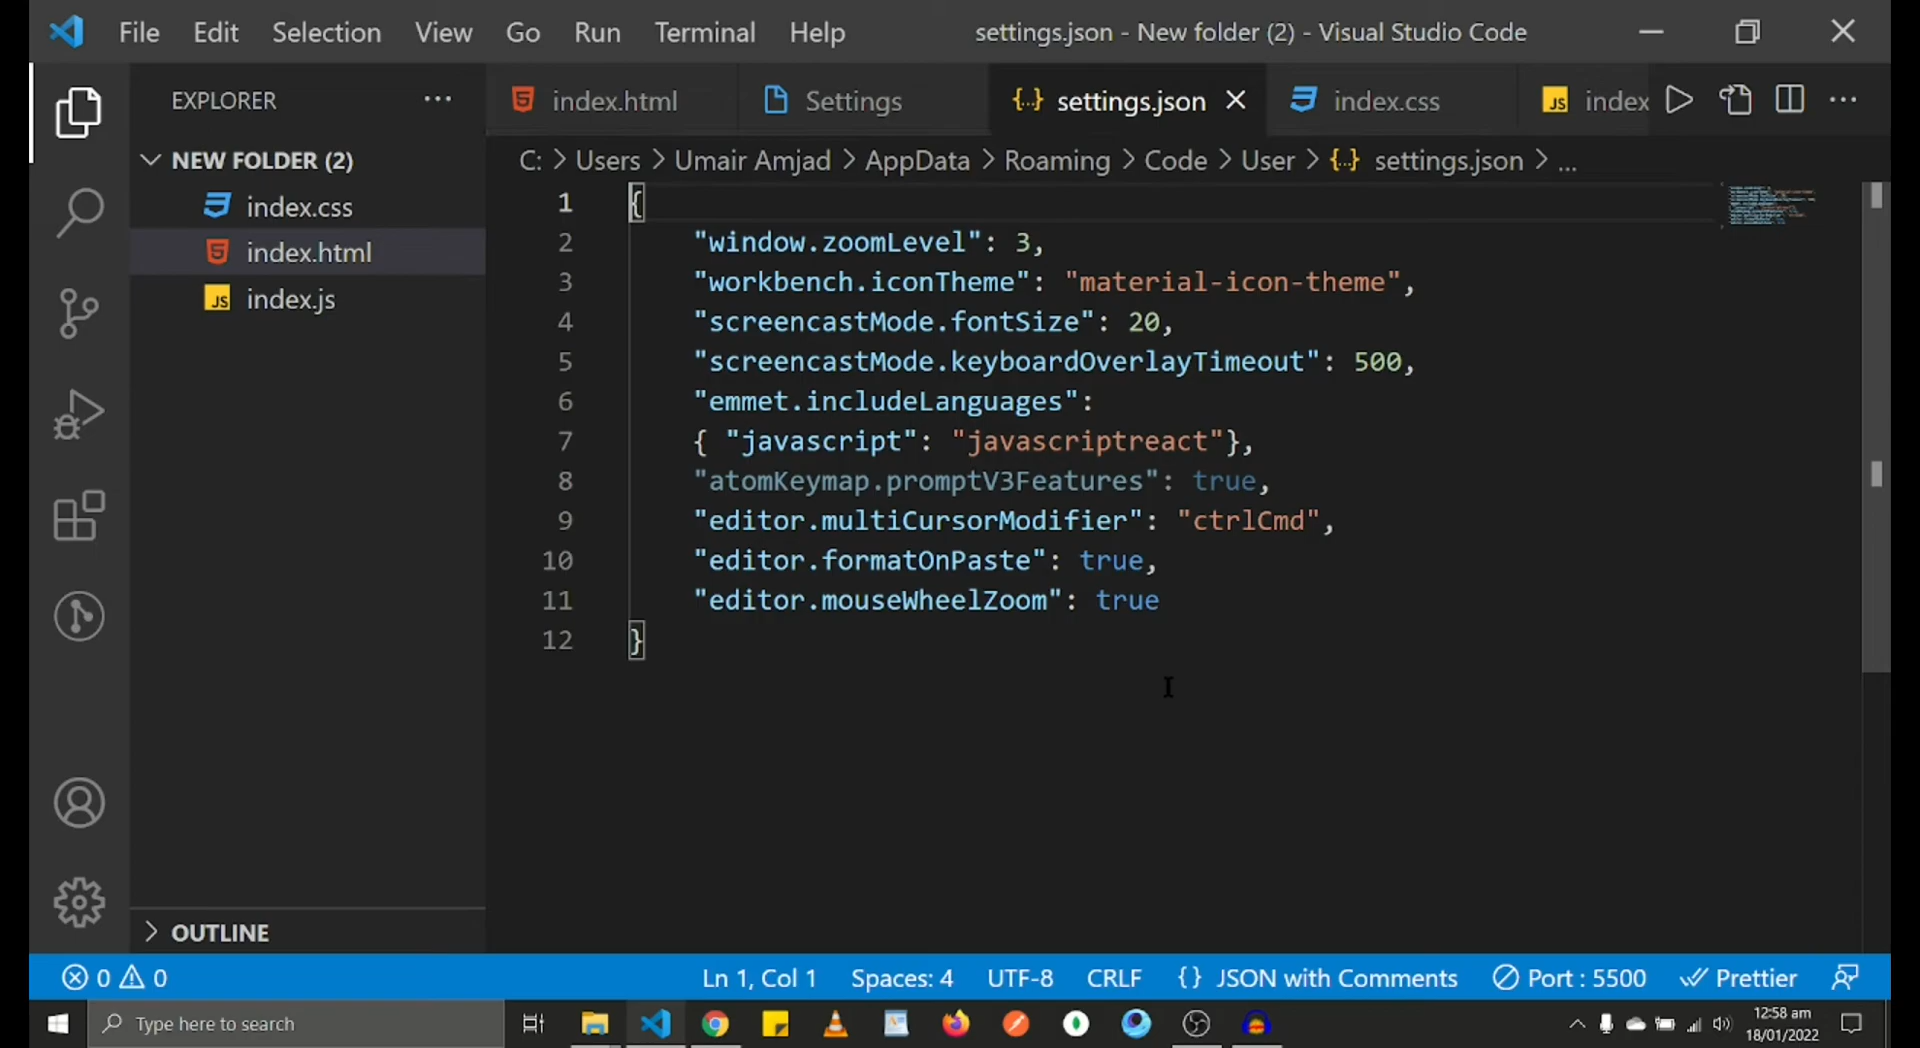 File Edit Selection View Go Run Terminal Help settings.json - New folder (2) - Visual Studio Code
EXPLORER
index.html Settings {..} settings.json index.css JS index
NEW FOLDER (2)
C: > Users > Umair Amjad > AppData > Roaming > Code > User > {..} settings.json > ...
index.css
index.html
JS index.js
1 {
2 "window.zoomLevel": 3,
3 "workbench.iconTheme": "material-icon-theme",
4 "screencastMode.fontSize": 20,
5 "screencastMode.keyboardOverlayTimeout": 500,
6 "emmet.includeLanguages":
7 { "javascript": "javascriptreact"},
8 "atomKeymap.promptV3Features": true,
9 "editor.multiCursorModifier": "ctrlCmd",
10 "editor.formatOnPaste": true,
11 "editor.mouseWheelZoom": true
12 }
OUTLINE
0 0 Ln 1, Col 1 Spaces: 4 UTF-8 CRLF {} JSON with Comments Port : 5500 Prettier
Type here to search
12:58 am
18/01/2022